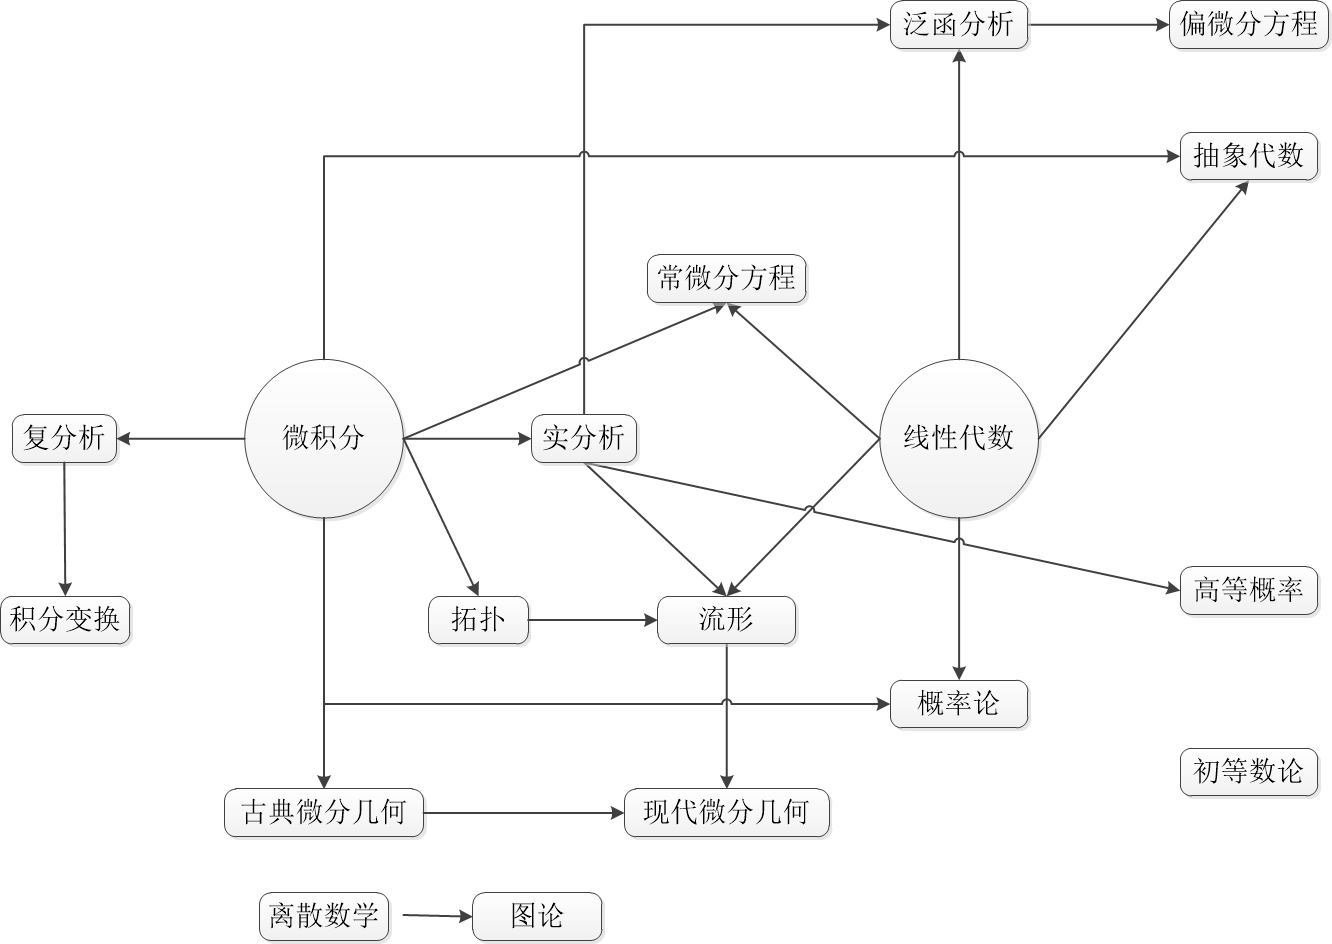 泛函分析
偏微分方程
抽象代数
常微分方程
复分析
微积分
实分析
线性代数
高等概率
积分变换
拓扑
流形
概率论
初等数论
古典微分几何
现代微分几何
离散数学
图论